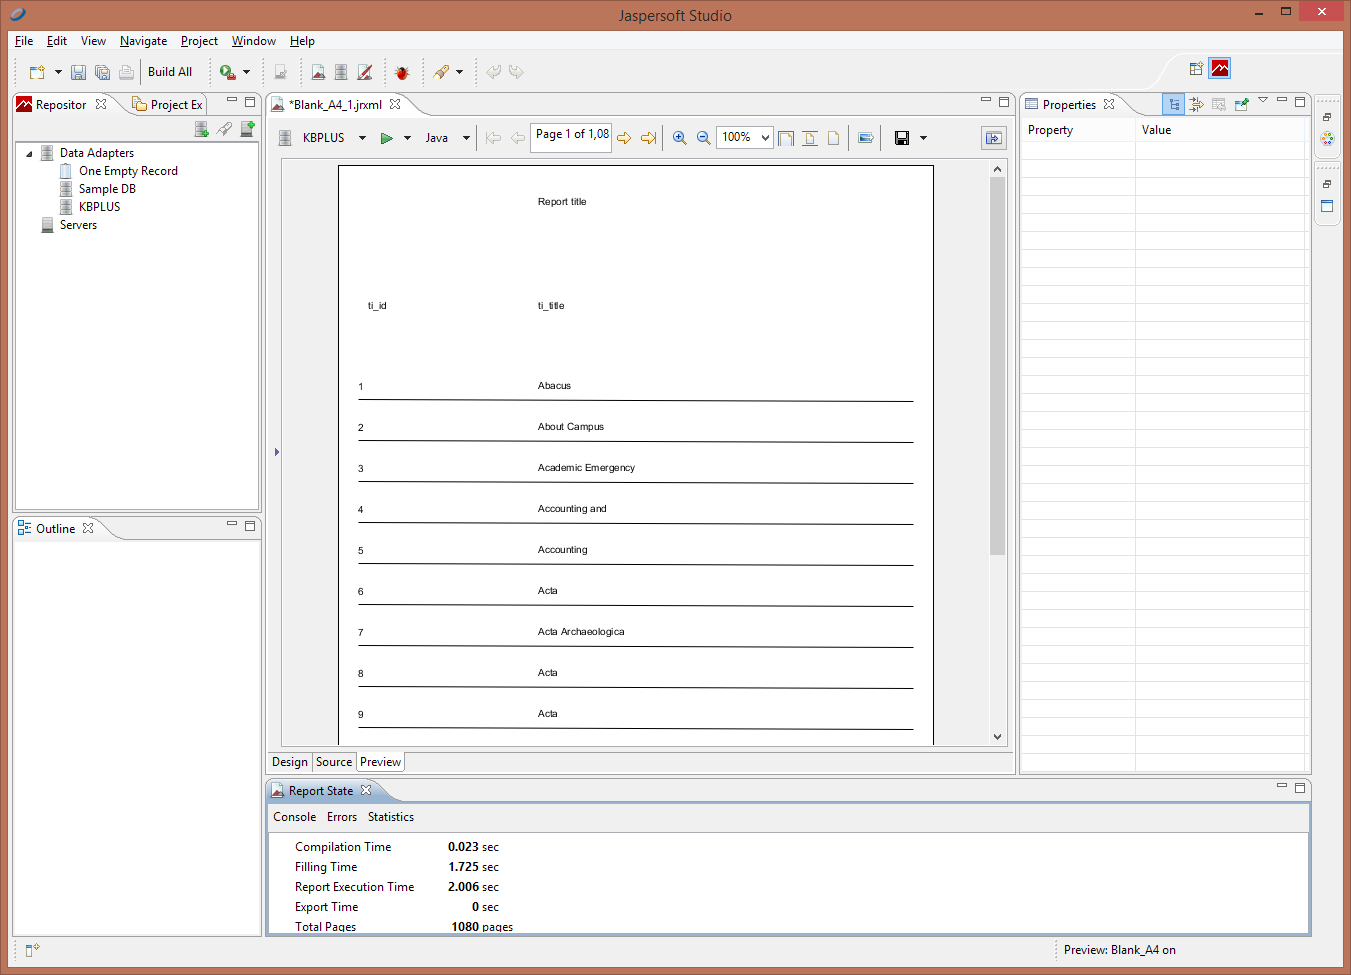 Jaspersoft Studio
File Edit View Navigate Project Window Help
Build All
Repositor Project Ex
Data Adapters
One Empty Record
Sample DB
KBPLUS
Servers
Outline
*Blank_A4_1.jrxml
KBPLUS Java Page 1 of 1,08 100%
Report title
ti_id ti_title
1 Abacus
2 About Campus
3 Academic Emergency
4 Accounting and
5 Accounting
6 Acta
7 Acta Archaeologica
8 Acta
9 Acta
Design Source Preview
Properties
Property Value
Report State
Console Errors Statistics
Compilation Time 0.023 sec
Filling Time 1.725 sec
Report Execution Time 2.006 sec
Export Time 0 sec
Total Pages 1080 pages
Preview: Blank_A4 on